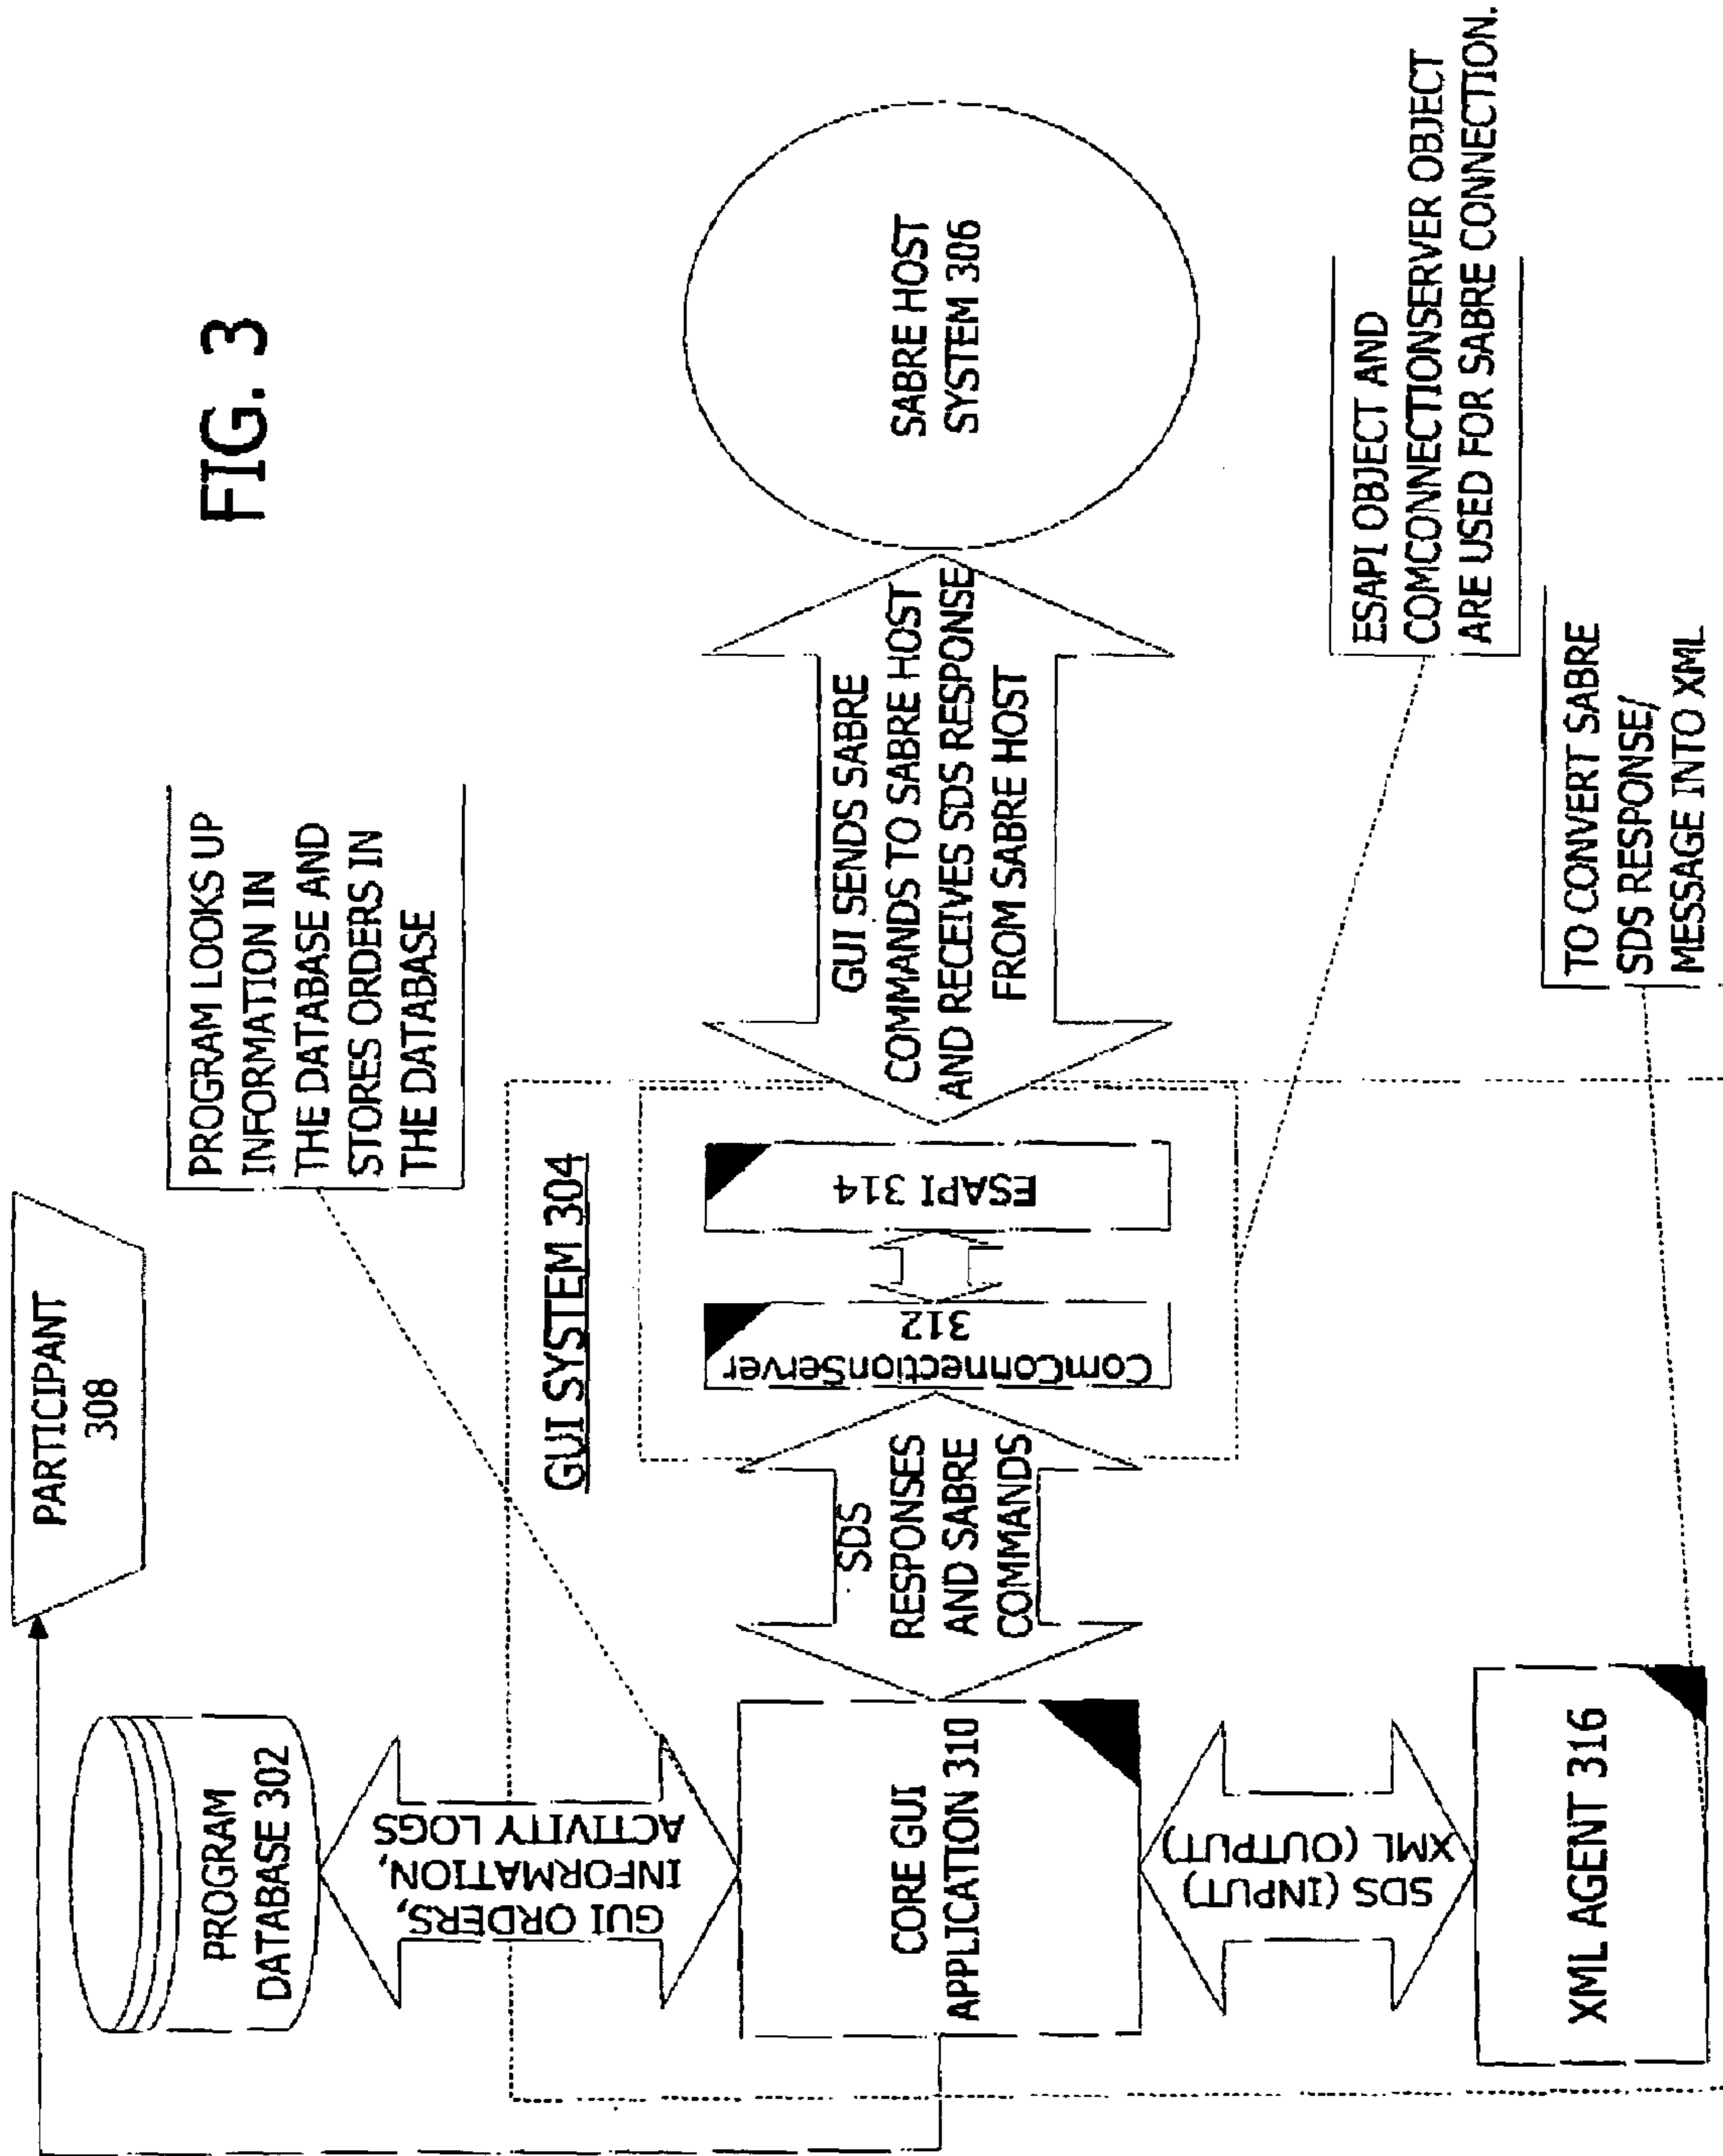 FIG. 3
PARTICIPANT
308
PROGRAM LOOKS UP
INFORMATION IN
THE DATABASE AND
STORES ORDERS IN
THE DATABASE
PROGRAM
DATABASE 302
GUI ORDERS,
INFORMATION,
ACTIVITY LOGS
GUI SYSTEM 304
CORE GUI
APPLICATION 310
SDS
RESPONSES
AND SABRE
COMMANDS
ComConnectionServer
312
ESAPI 314
GUI SENDS SABRE
COMMANDS TO SABRE HOST
AND RECEIVES SDS RESPONSE
FROM SABRE HOST
SABRE HOST
SYSTEM 306
SDS (INPUT)
XML (OUTPUT)
XML AGENT 316
ESAPI OBJECT AND
COMCONNECTIONSERVER OBJECT
ARE USED FOR SABRE CONNECTION.
TO CONVERT SABRE
SDS RESPONSE/
MESSAGE INTO XML